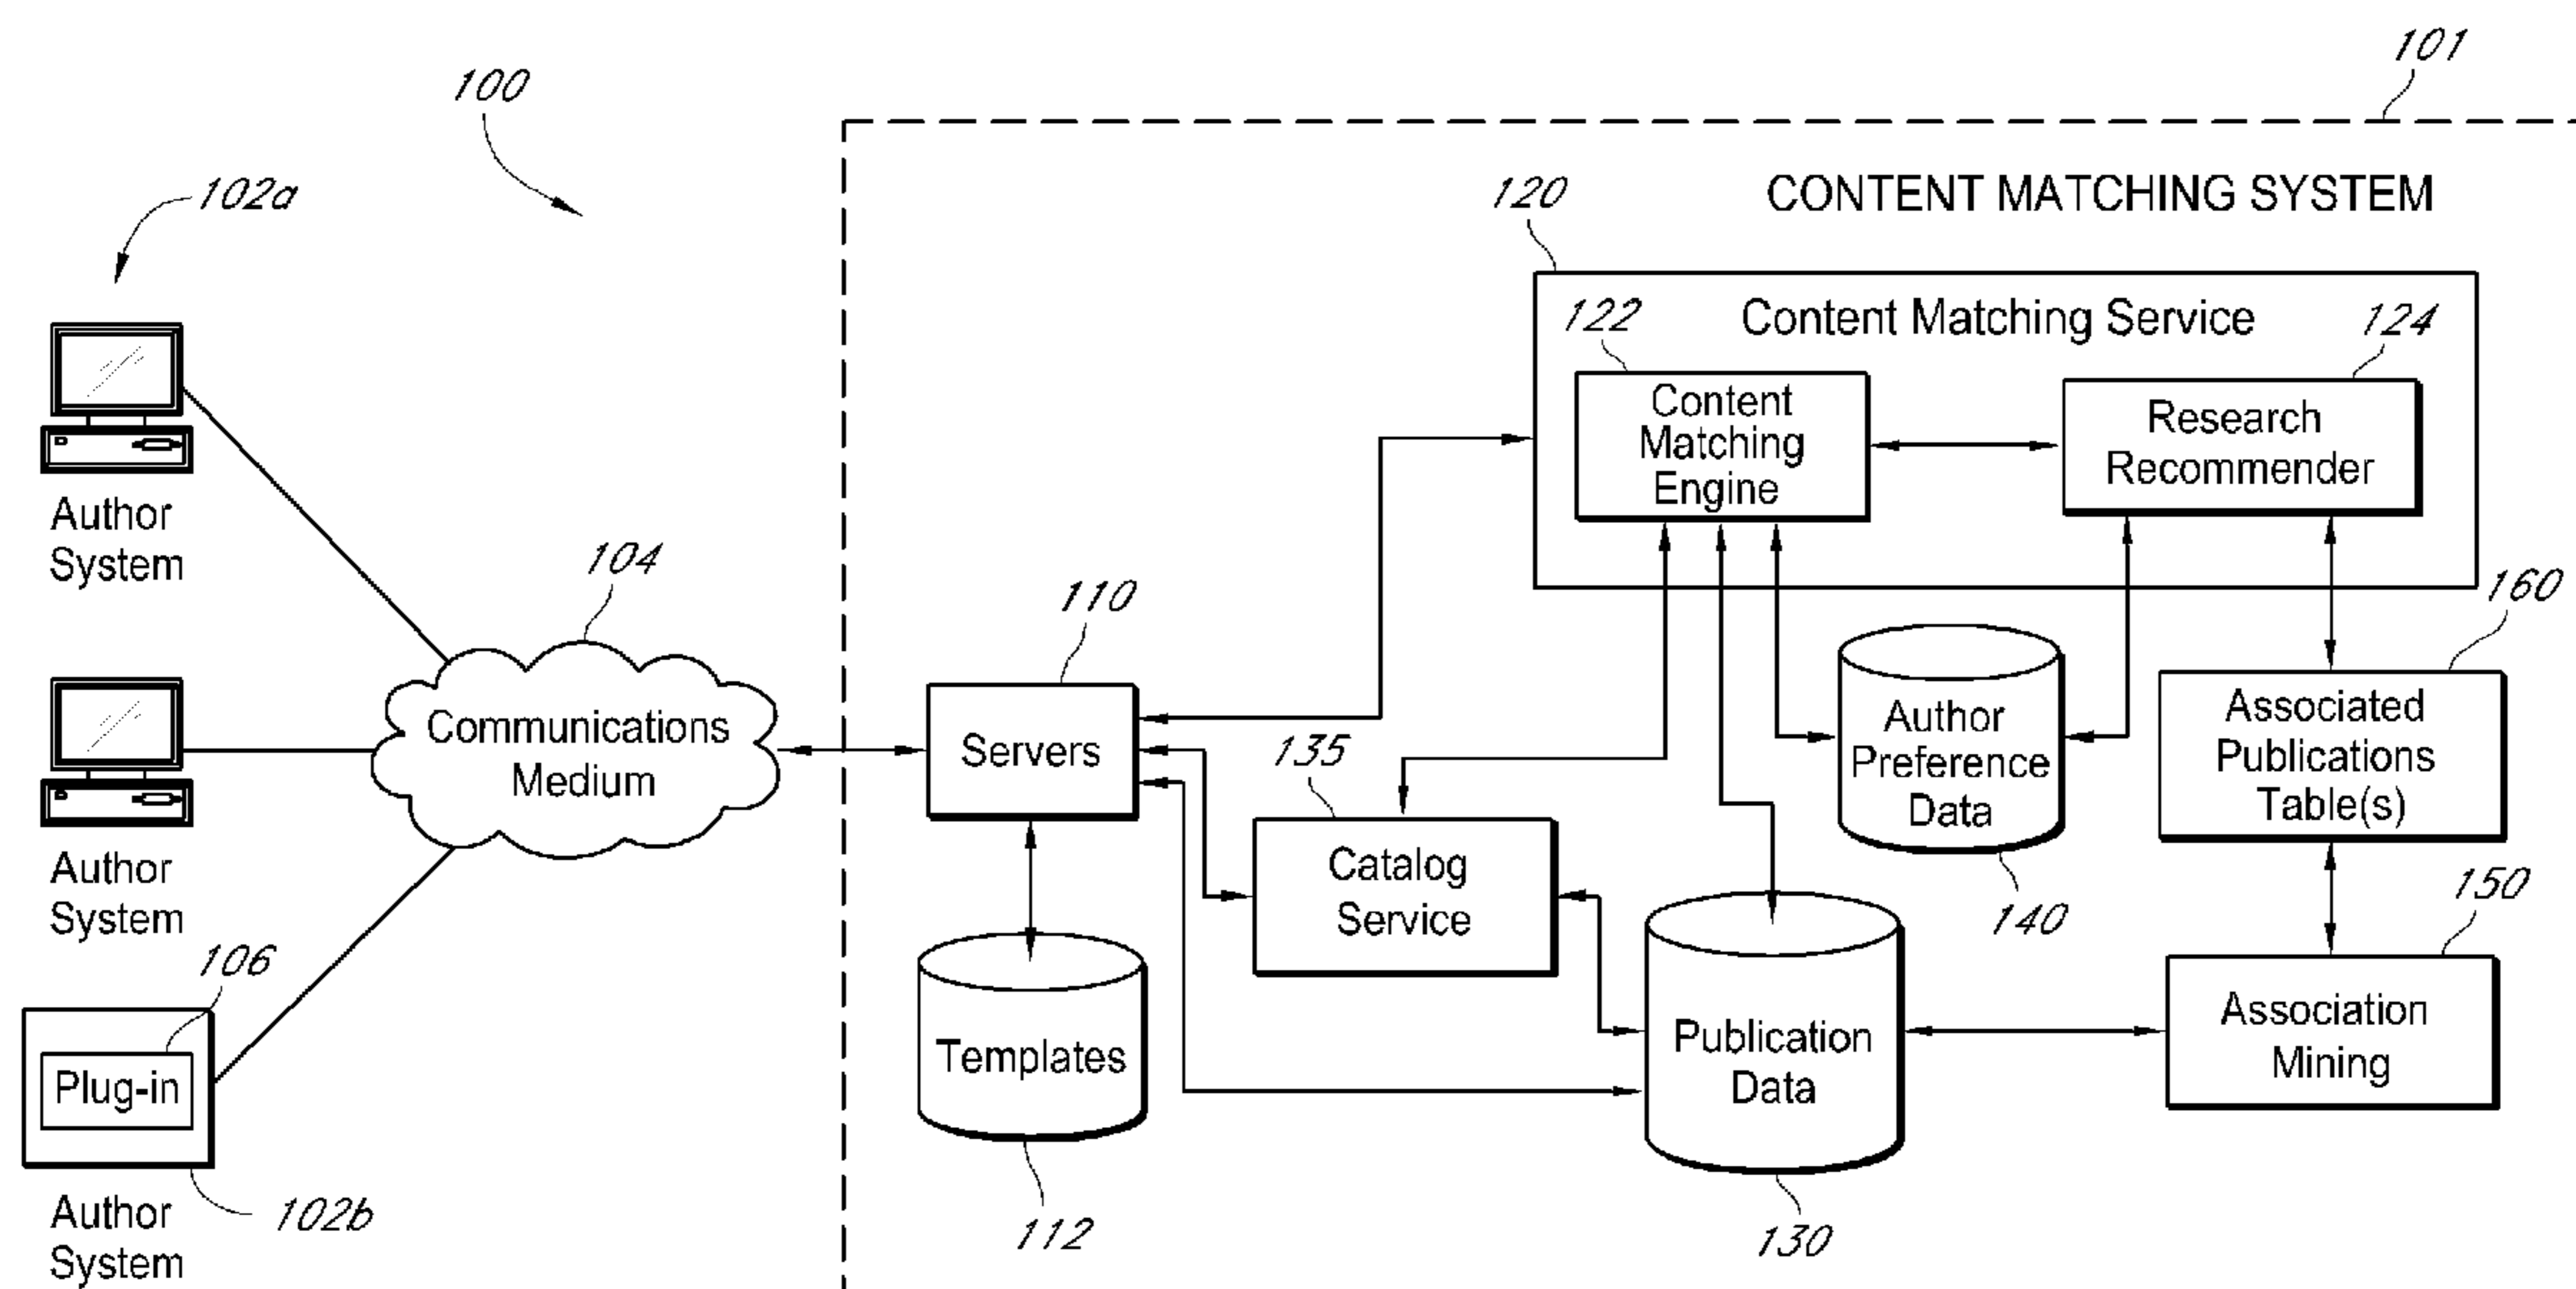 101
100
102a
120
CONTENT MATCHING SYSTEM
122
Content Matching Service
124
Content
Matching
Engine
Research
Recommender
Author
System
104
110
160
Communications
Medium
Servers
135
Author
Preference
Data
Associated
Publications
Table(s)
Author
System
Catalog
Service
140
150
106
Plug-in
Templates
Publication
Data
Association
Mining
102b
Author
System
112
130